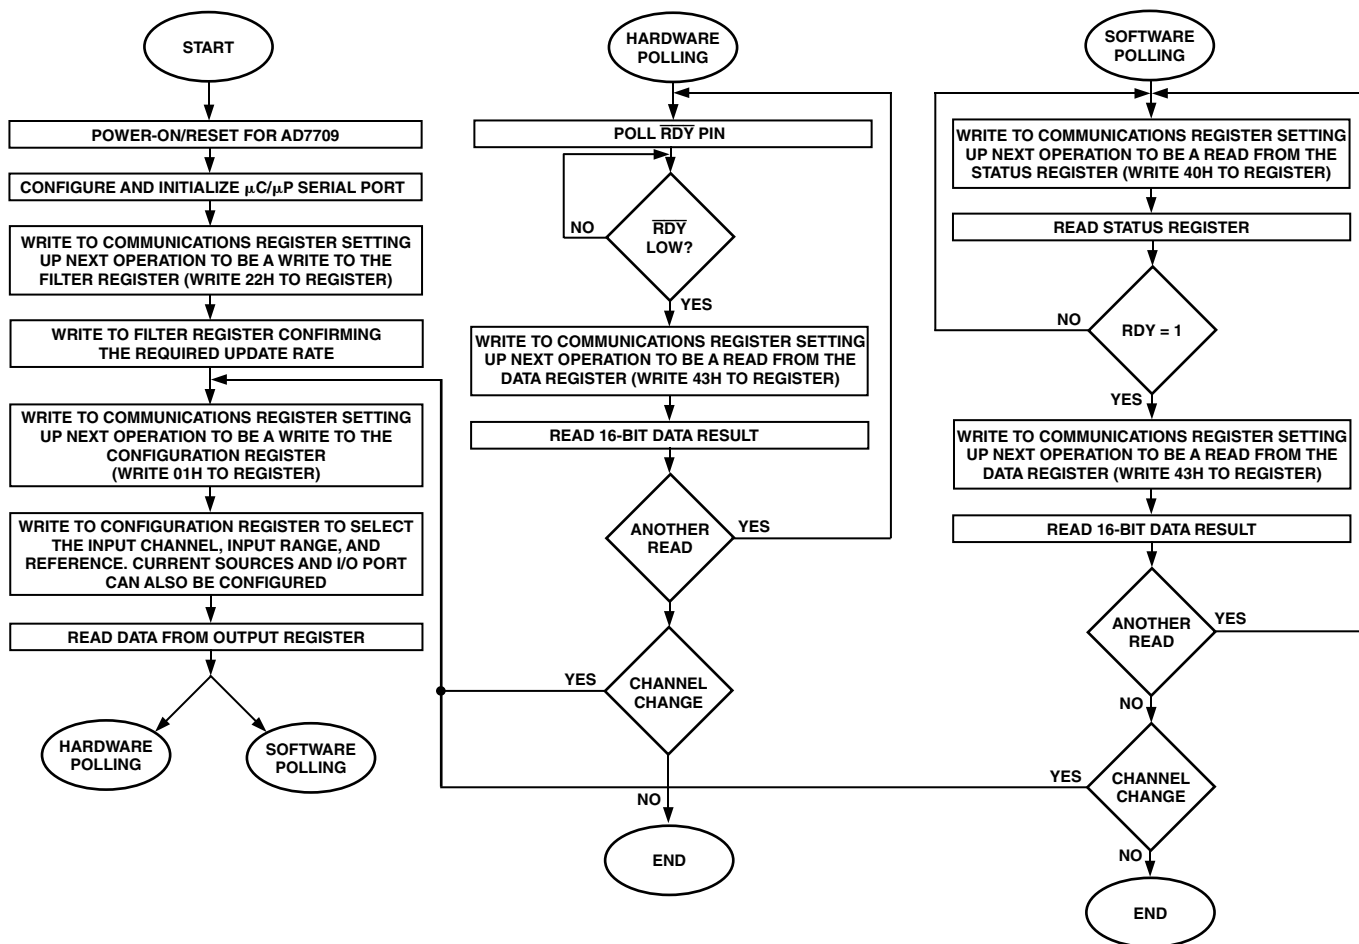 START
POWER-ON/RESET FOR AD7709
CONFIGURE AND INITIALIZE μC/μP SERIAL PORT
WRITE TO COMMUNICATIONS REGISTER SETTING
UP NEXT OPERATION TO BE A WRITE TO THE
FILTER REGISTER (WRITE 22H TO REGISTER)
WRITE TO FILTER REGISTER CONFIRMING
THE REQUIRED UPDATE RATE
WRITE TO COMMUNICATIONS REGISTER SETTING
UP NEXT OPERATION TO BE A WRITE TO THE
CONFIGURATION REGISTER
(WRITE 01H TO REGISTER)
WRITE TO CONFIGURATION REGISTER TO SELECT
THE INPUT CHANNEL, INPUT RANGE, AND
REFERENCE. CURRENT SOURCES AND I/O PORT
CAN ALSO BE CONFIGURED
READ DATA FROM OUTPUT REGISTER
HARDWARE
POLLING
SOFTWARE
POLLING
HARDWARE
POLLING
POLL R̅D̅Y̅ PIN
NO
R̅D̅Y̅
LOW?
YES
WRITE TO COMMUNICATIONS REGISTER SETTING
UP NEXT OPERATION TO BE A READ FROM THE
DATA REGISTER (WRITE 43H TO REGISTER)
READ 16-BIT DATA RESULT
ANOTHER
READ
YES
YES
CHANNEL
CHANGE
NO
END
SOFTWARE
POLLING
WRITE TO COMMUNICATIONS REGISTER SETTING
UP NEXT OPERATION TO BE A READ FROM THE
STATUS REGISTER (WRITE 40H TO REGISTER)
READ STATUS REGISTER
NO
RDY = 1
YES
WRITE TO COMMUNICATIONS REGISTER SETTING
UP NEXT OPERATION TO BE A READ FROM THE
DATA REGISTER (WRITE 43H TO REGISTER)
READ 16-BIT DATA RESULT
ANOTHER
READ
YES
NO
YES
CHANNEL
CHANGE
NO
END